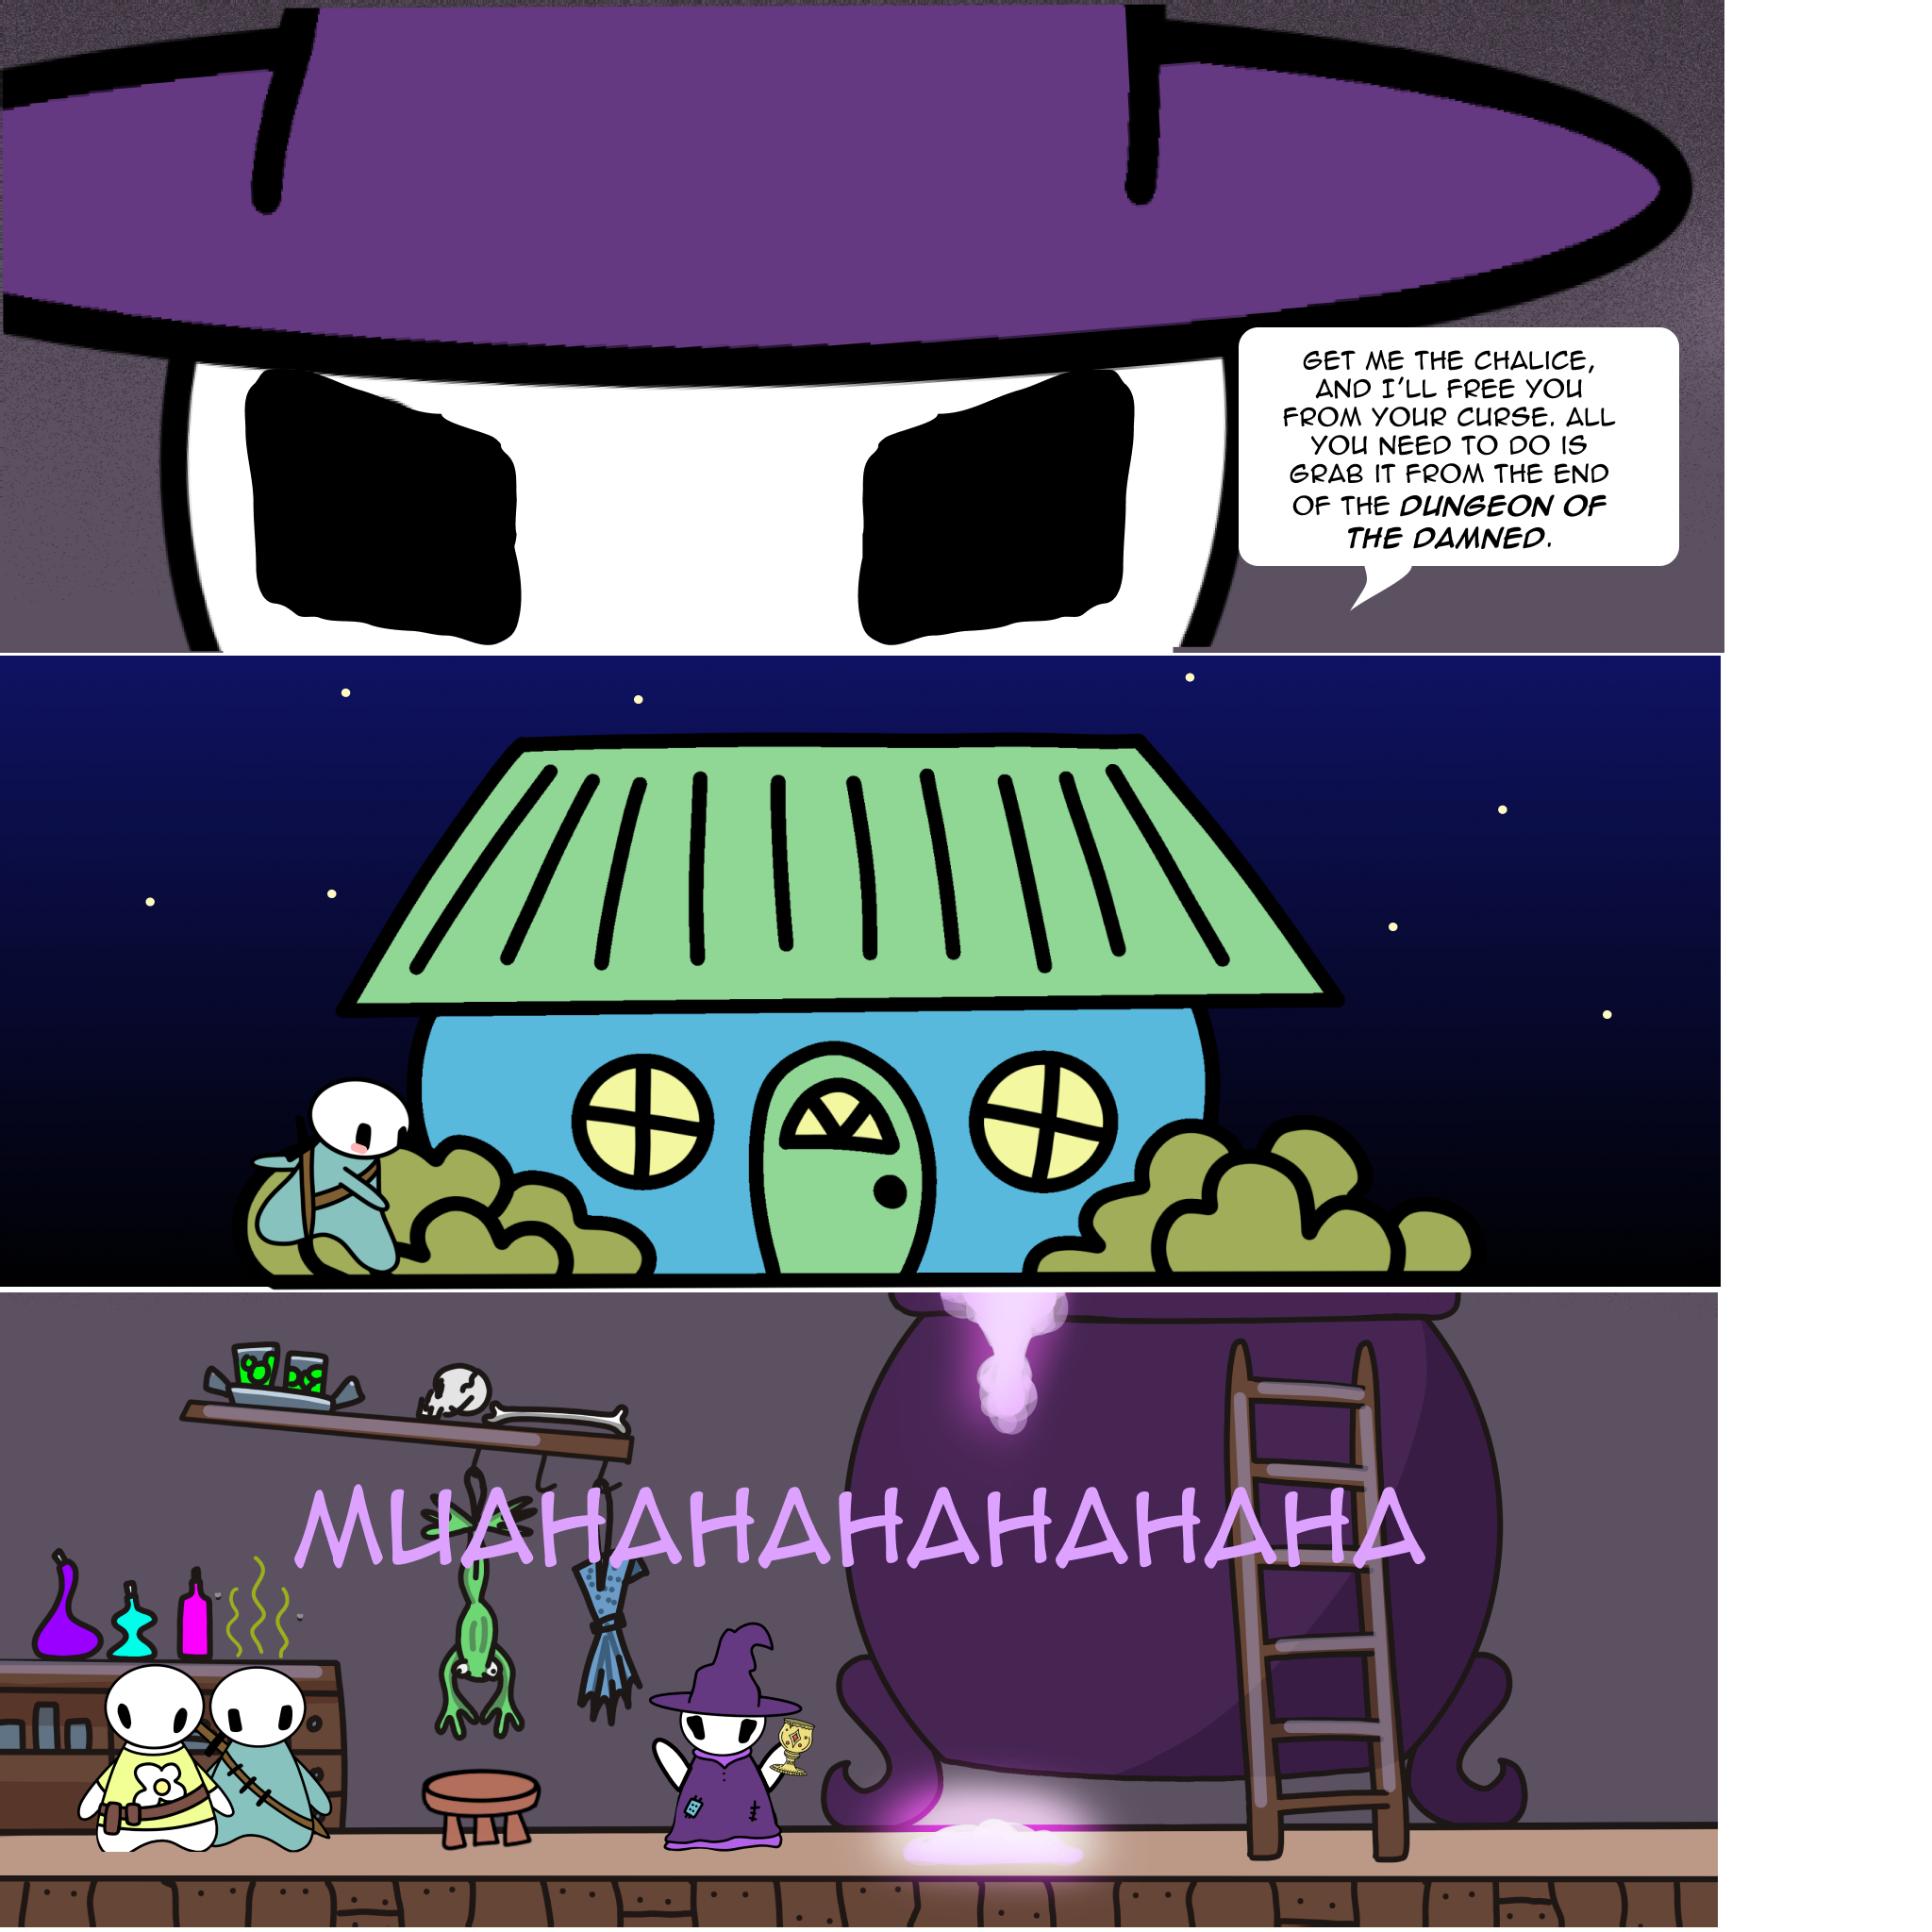 GET ME THE CHALICE,
AND I'LL FREE YOU
FROM YOUR CURSE. ALL
YOU NEED TO DO IS
GRAB IT FROM THE END
OF THE DUNGEON OF
THE DAMNED.
MUAHAHAHAHAHAHA